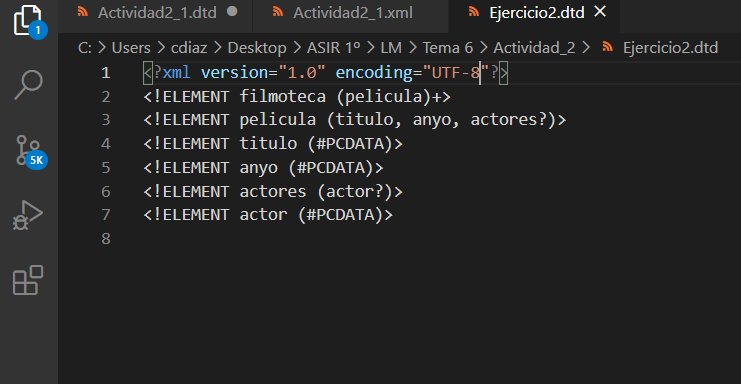 Actividad2_1.dtd Actividad2_1.xml Ejercicio2.dtd
C: > Users > cdiaz > Desktop > ASIR 1º > LM > Tema 6 > Actividad_2 > Ejercicio2.dtd
1 <?xml version="1.0" encoding="UTF-8"?>
2 <!ELEMENT filmoteca (pelicula)+>
3 <!ELEMENT pelicula (titulo, anyo, actores?)>
4 <!ELEMENT titulo (#PCDATA)>
5 <!ELEMENT anyo (#PCDATA)>
6 <!ELEMENT actores (actor?)>
7 <!ELEMENT actor (#PCDATA)>
8
1
5K